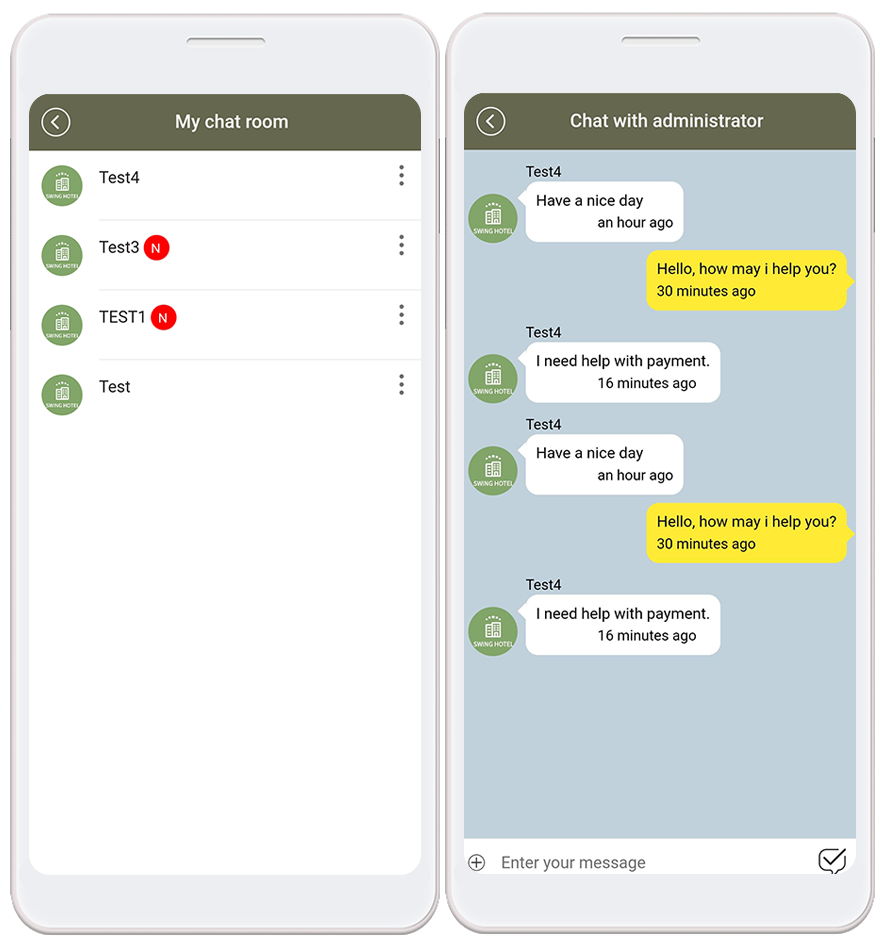 My chat room
SWING HOTEL
Test4
SWING HOTEL
Test3 N
SWING HOTEL
TEST1 N
SWING HOTEL
Test
Chat with administrator
Test4
SWING HOTEL
Have a nice day
an hour ago
Hello, how may i help you?
30 minutes ago
Test4
SWING HOTEL
I need help with payment.
16 minutes ago
Test4
SWING HOTEL
Have a nice day
an hour ago
Hello, how may i help you?
30 minutes ago
Test4
SWING HOTEL
I need help with payment.
16 minutes ago
Enter your message